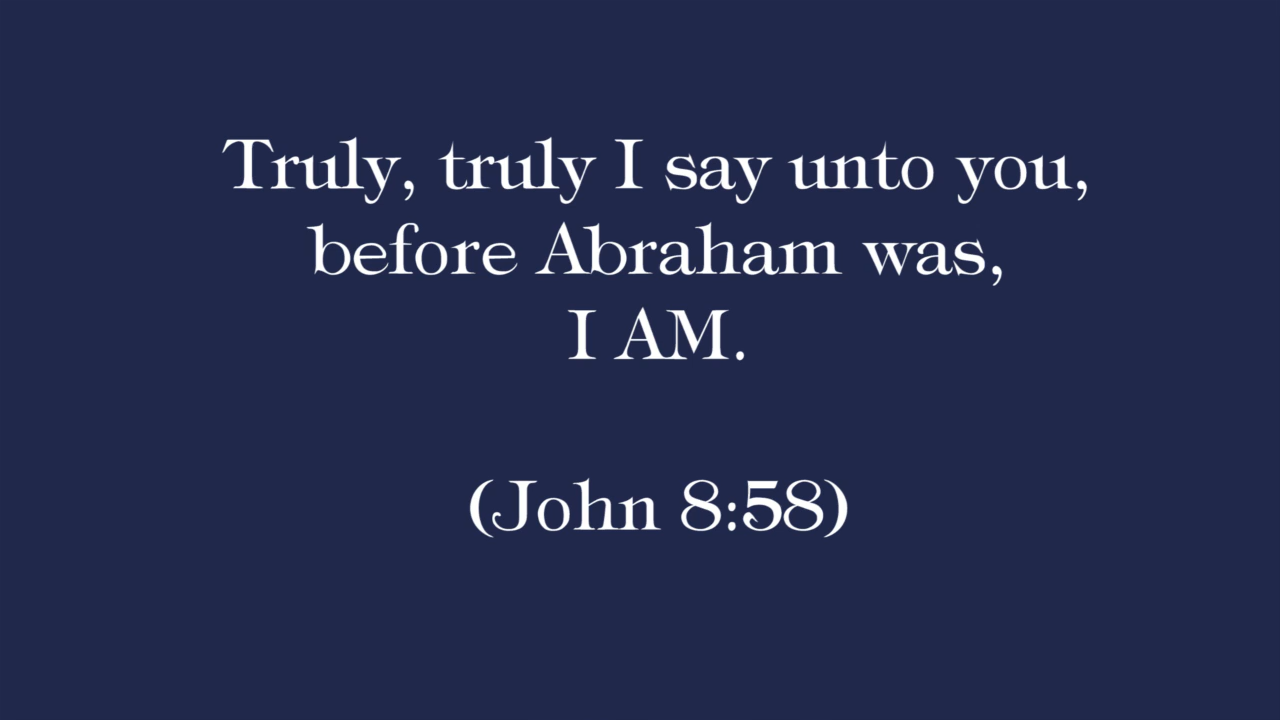 Truly, truly I say unto you,
before Abraham was,
I AM.
(John 8:58)